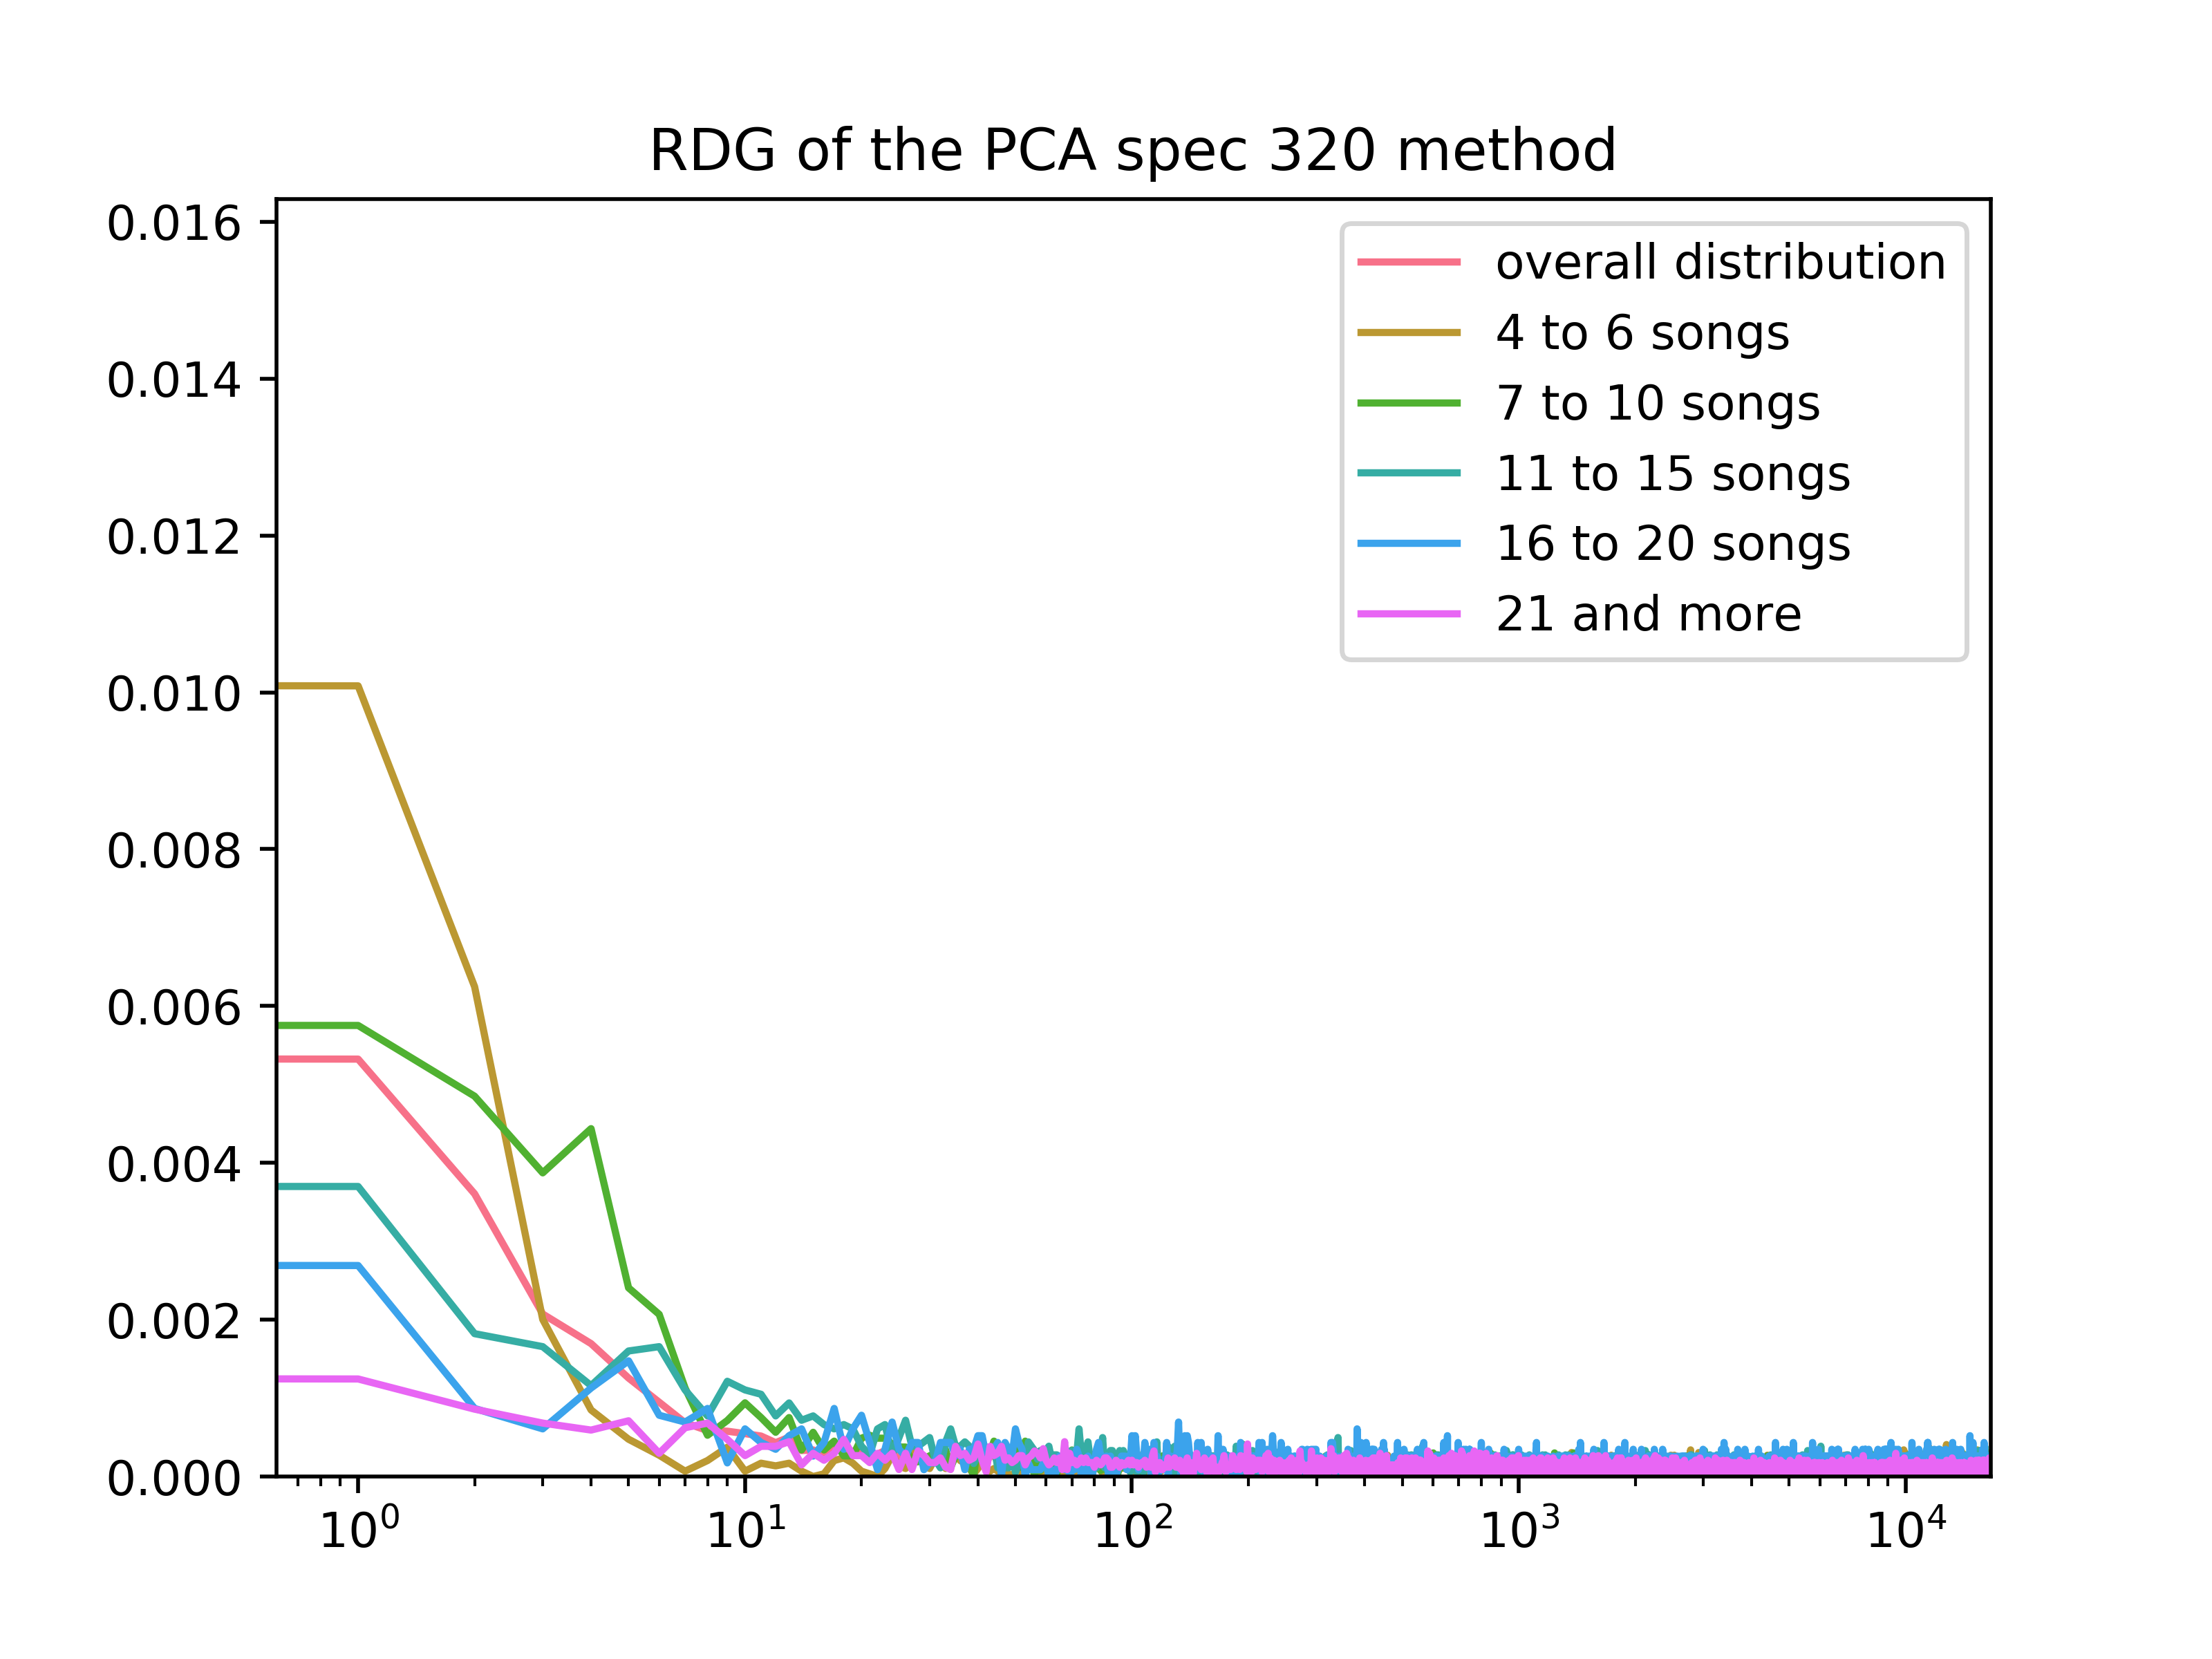 RDG of the PCA spec 320 method
0.016
0.014
0.012
0.010
0.008
0.006
0.004
0.002
0.000
overall distribution
4 to 6 songs
7 to 10 songs
11 to 15 songs
16 to 20 songs
21 and more
10⁰ 10¹ 10² 10³ 10⁴